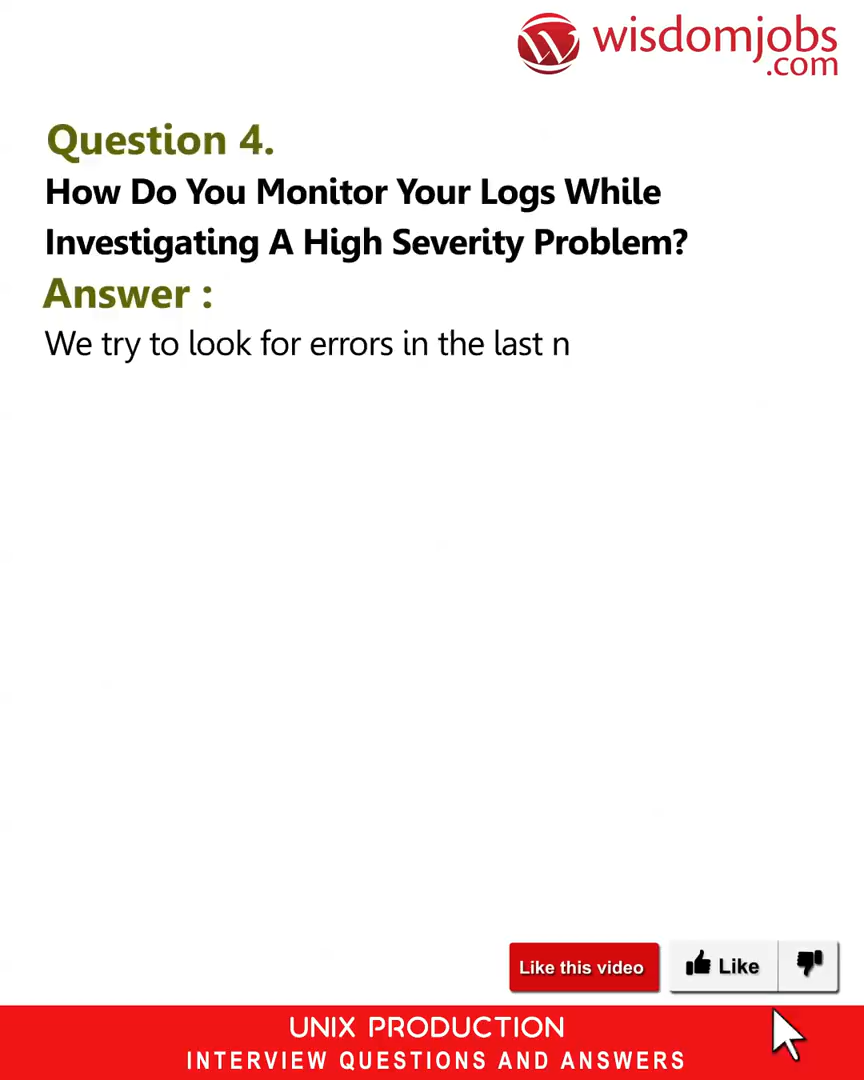 wisdomjobs
.com
Question 4.
How Do You Monitor Your Logs While
Investigating A High Severity Problem?
Answer :
We try to look for errors in the last n
Like this video
Like
UNIX PRODUCTION
INTERVIEW QUESTIONS AND ANSWERS